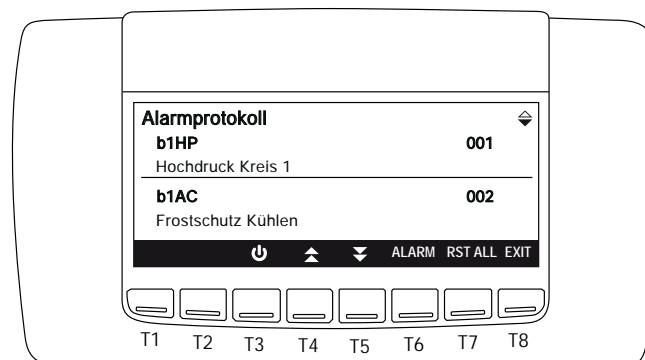 Alarmprotokoll
b1HP 001
Hochdruck Kreis 1
b1AC 002
Frostschutz Kühlen
ALARM RST ALL EXIT
T1 T2 T3 T4 T5 T6 T7 T8